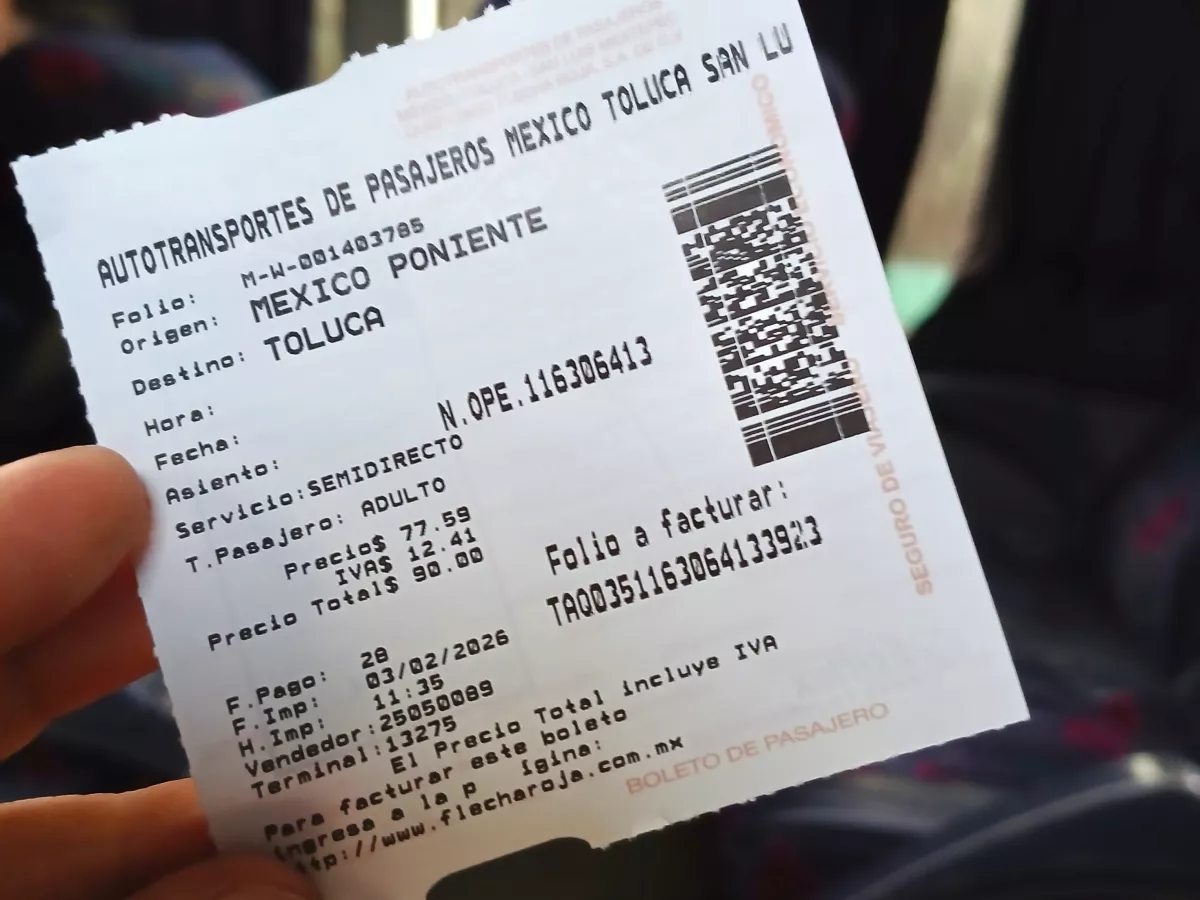 AUTOTRANSPORTES DE PASAJEROS MEXICO TOLUCA SAN LU
Folio: M-W-001403785
Origen: MEXICO PONIENTE
Destino: TOLUCA
Hora:
Fecha:
N.OPE.116306413
Asiento:
Servicio:SEMIDIRECTO
T.Pasajero: ADULTO
Precio$ 77.59
IVA$ 12.41
Precio Total$ 90.00
Folio a facturar:
TAQ0351163064133923
F.Pago: 28
F.Imp: 03/02/2026
H.Imp: 11:35
Vendedor:25050089
Terminal:13275
El Precio Total incluye IVA
Para facturar este boleto
ingresa a la p igina:
http://www.flecharoja.com.mx
BOLETO DE PASAJERO
SEGURO DE VIAJERO